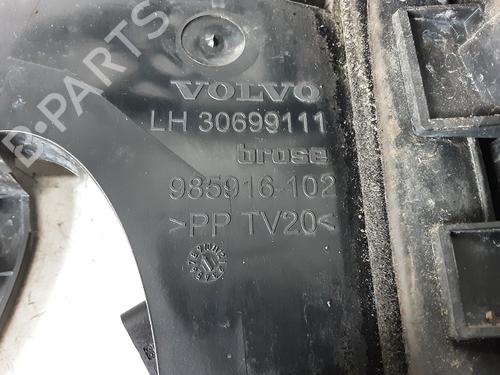 VOLVO
LH 30699111
brose
985916-102
>PP TV20<
B-PARTS